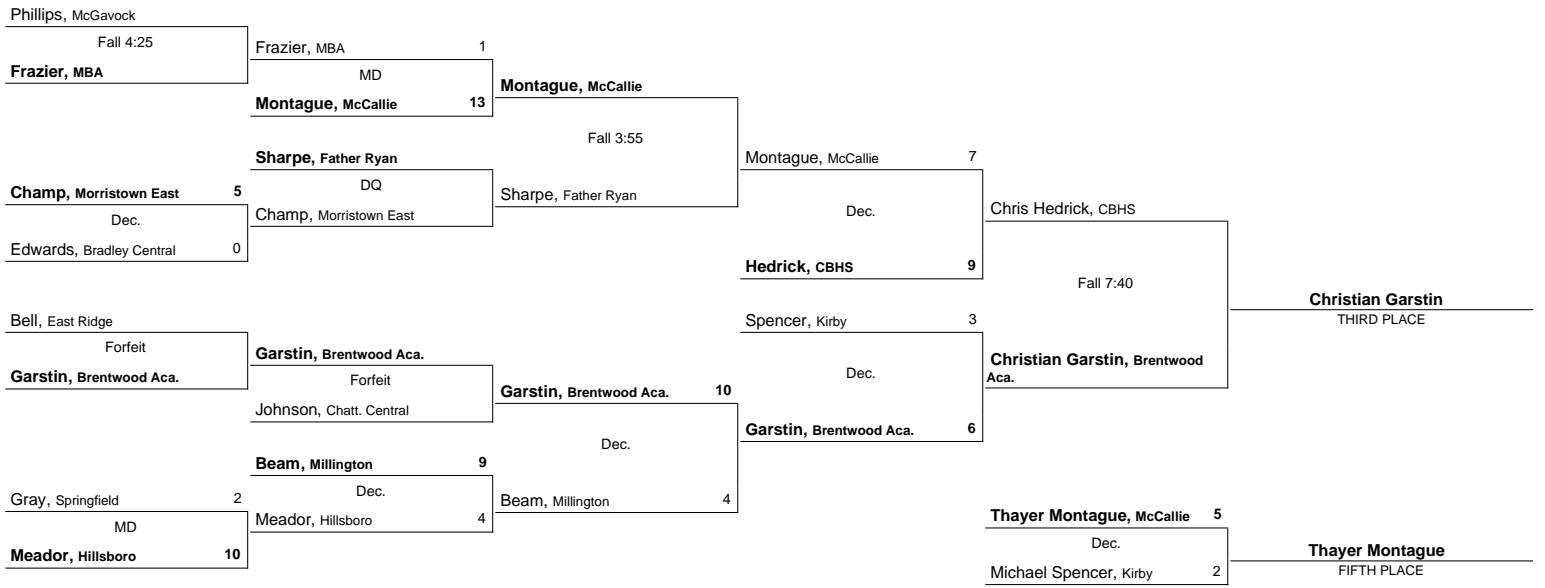 Phillips, McGavock
Fall 4:25
Frazier, MBA
Champ, Morristown East 5
Dec.
Edwards, Bradley Central 0
Bell, East Ridge
Forfeit
Garstin, Brentwood Aca.
Gray, Springfield 2
MD
Meador, Hillsboro 10
Frazier, MBA 1
MD
Montague, McCallie 13
Sharpe, Father Ryan
DQ
Champ, Morristown East
Garstin, Brentwood Aca.
Forfeit
Johnson, Chatt. Central
Beam, Millington 9
Dec.
Meador, Hillsboro 4
Montague, McCallie
Fall 3:55
Sharpe, Father Ryan
Garstin, Brentwood Aca. 10
Dec.
Beam, Millington 4
Montague, McCallie 7
Dec.
Hedrick, CBHS 9
Spencer, Kirby 3
Dec.
Garstin, Brentwood Aca. 6
Chris Hedrick, CBHS
Fall 7:40
Christian Garstin, Brentwood
Aca.
Christian Garstin
THIRD PLACE
Thayer Montague, McCallie 5
Dec.
Michael Spencer, Kirby 2
Thayer Montague
FIFTH PLACE